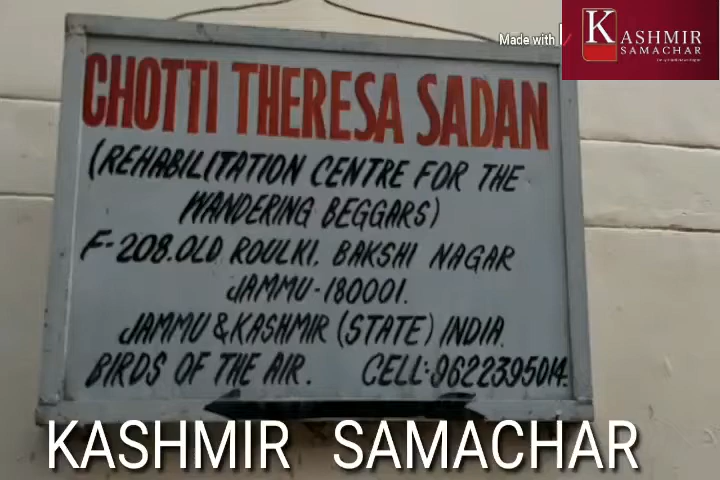 Made with
KASHMIR
SAMACHAR
CHOTTI THERESA SADAN
(REHABILITATION CENTRE FOR THE
WANDERING BEGGARS)
F-208.OLD ROULKI, BAKSHI NAGAR
JAMMU-180001.
JAMMU & KASHMIR (STATE) INDIA.
BIRDS OF THE AIR. CELL:9622395014.
KASHMIR SAMACHAR